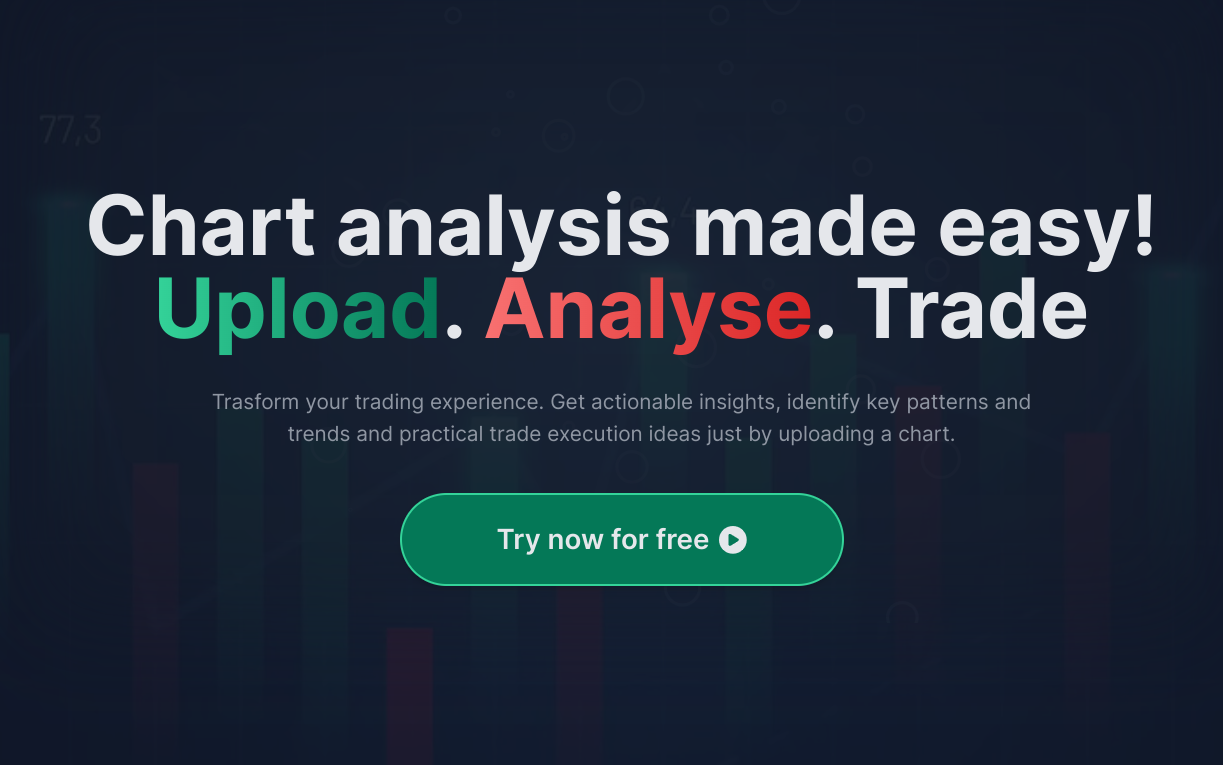 77,3
Chart analysis made easy!
Upload. Analyse. Trade
Trasform your trading experience. Get actionable insights, identify key patterns and
trends and practical trade execution ideas just by uploading a chart.
Try now for free